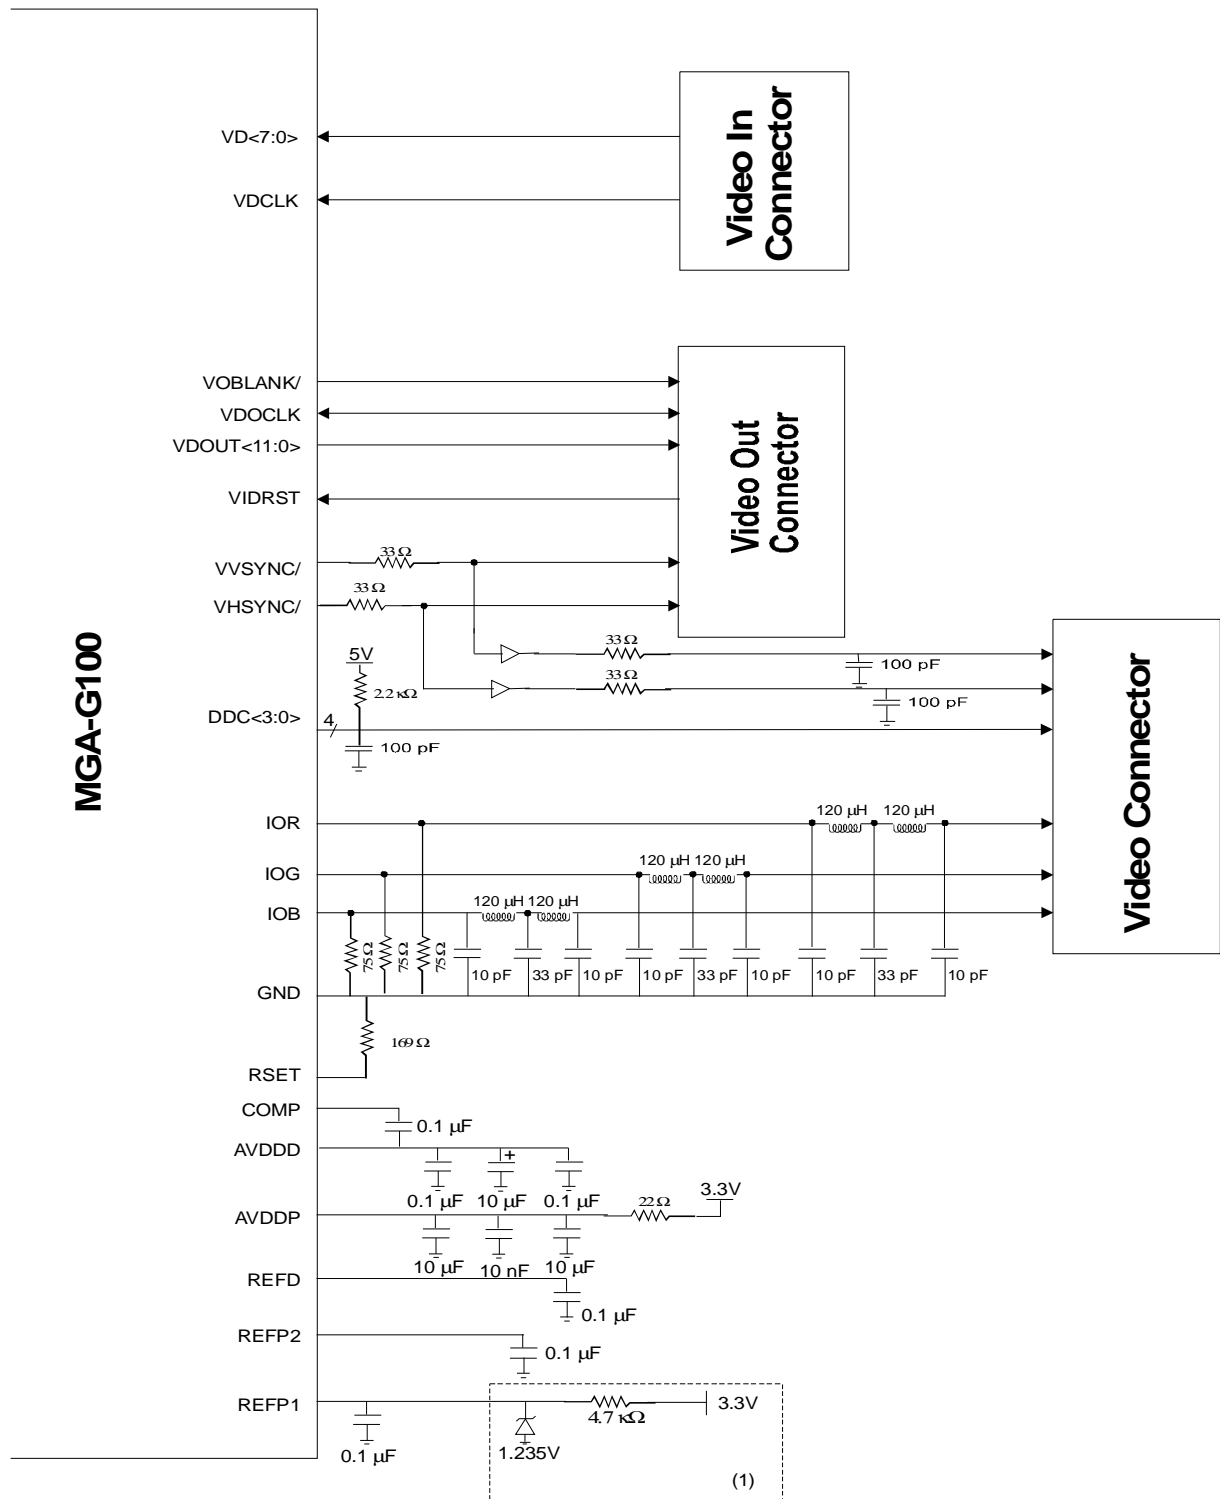 MGA-G100
VD<7:0>
VDCLK
Video In
Connector
VOBLANK/
VDOCLK
VDOUT<11:0>
VIDRST
VVSYNC/
VHSYNC/
33Ω
33Ω
Video Out
Connector
33Ω
33Ω
100 pF
100 pF
5V
2.2 κΩ
DDC<3:0>
4
100 pF
Video Connector
IOR
120 µH
120 µH
IOG
120 µH
120 µH
IOB
120 µH
120 µH
75Ω
75Ω
75Ω
10 pF
33 pF
10 pF
10 pF
33 pF
10 pF
10 pF
33 pF
10 pF
GND
169Ω
RSET
COMP
0.1 µF
AVDDD
+
0.1 µF
10 µF
0.1 µF
AVDDP
22Ω
3.3V
10 µF
10 nF
10 µF
REFD
0.1 µF
REFP2
0.1 µF
REFP1
0.1 µF
1.235V
4.7 κΩ
3.3V
(1)